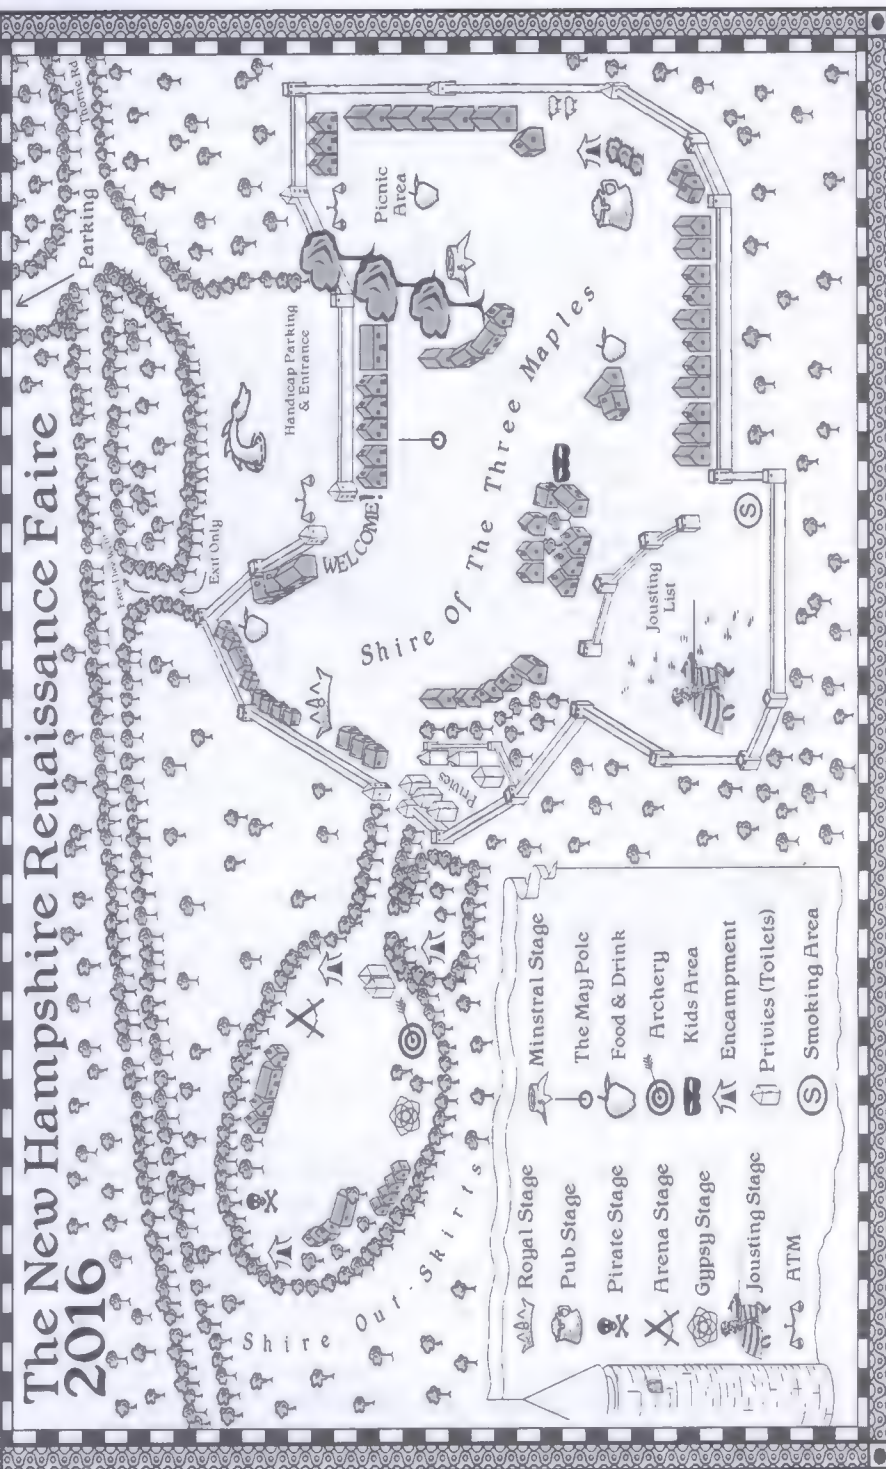 The New Hampshire Renaissance Faire
2016
Parking
Thorne Rd
Exit Only
Handicap Parking
& Entrance
Picnic
Area
WELCOME!
Shire Of The Three Maples
Jousting
List
S
Privies
Shire Out-Skirts
Royal Stage
Pub Stage
Pirate Stage
Arena Stage
Gypsy Stage
Jousting Stage
ATM
Minstral Stage
The May Pole
Food & Drink
Archery
Kids Area
Encampment
Privies (Toilets)
S Smoking Area